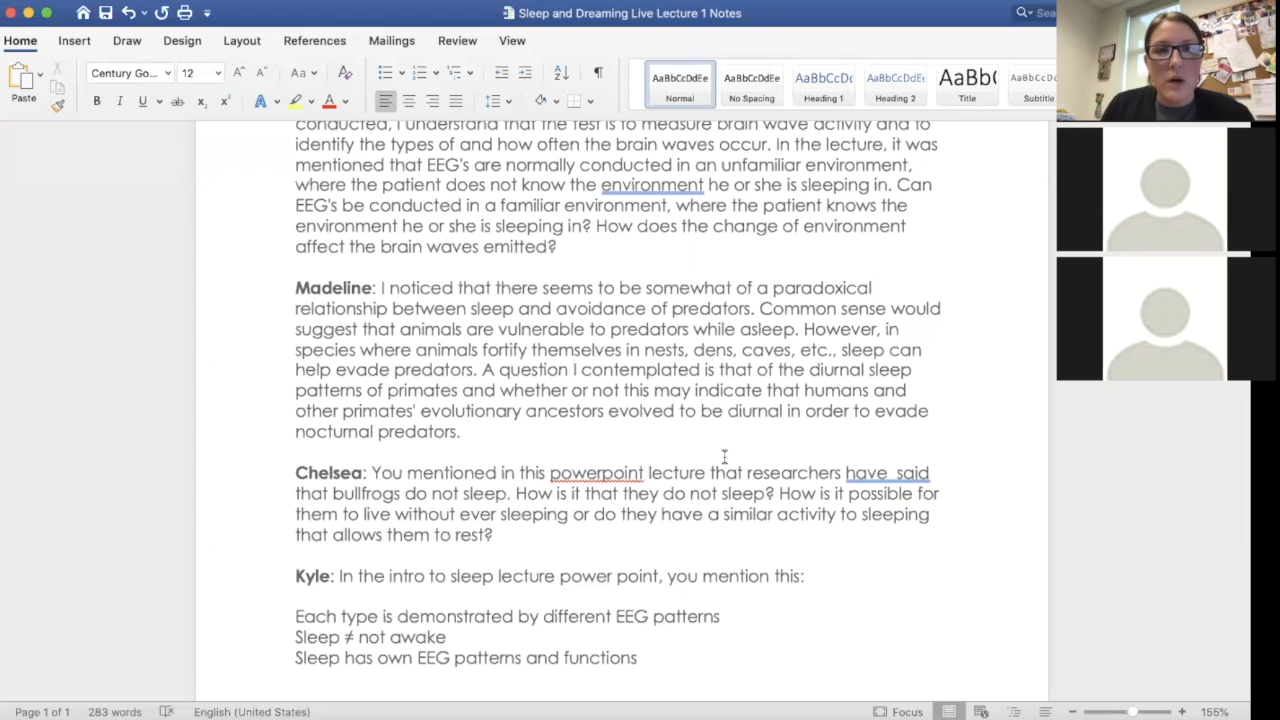 Sleep and Dreaming Live Lecture 1 Notes
Sea
Home Insert Draw Design Layout References Mailings Review View
Paste
Century Go...
12
Aa
B I U ab x₂ x² A A
AaBbCcDdEe AaBbCcDdEe AaBbCcDc AaBbCcDdEe AaBb( AaBbCcDdEe
Normal No Spacing Heading 1 Heading 2 Title Subtitle
conducted, I understand that the test is to measure brain wave activity and to
identify the types of and how often the brain waves occur. In the lecture, it was
mentioned that EEG's are normally conducted in an unfamiliar environment,
where the patient does not know the environment he or she is sleeping in. Can
EEG's be conducted in a familiar environment, where the patient knows the
environment he or she is sleeping in? How does the change of environment
affect the brain waves emitted?
Madeline: I noticed that there seems to be somewhat of a paradoxical
relationship between sleep and avoidance of predators. Common sense would
suggest that animals are vulnerable to predators while asleep. However, in
species where animals fortify themselves in nests, dens, caves, etc., sleep can
help evade predators. A question I contemplated is that of the diurnal sleep
patterns of primates and whether or not this may indicate that humans and
other primates' evolutionary ancestors evolved to be diurnal in order to evade
nocturnal predators.
Chelsea: You mentioned in this powerpoint lecture that researchers have  said
that bullfrogs do not sleep. How is it that they do not sleep? How is it possible for
them to live without ever sleeping or do they have a similar activity to sleeping
that allows them to rest?
Kyle: In the intro to sleep lecture power point, you mention this:
Each type is demonstrated by different EEG patterns
Sleep ≠ not awake
Sleep has own EEG patterns and functions
Page 1 of 1 283 words English (United States) Focus 155%